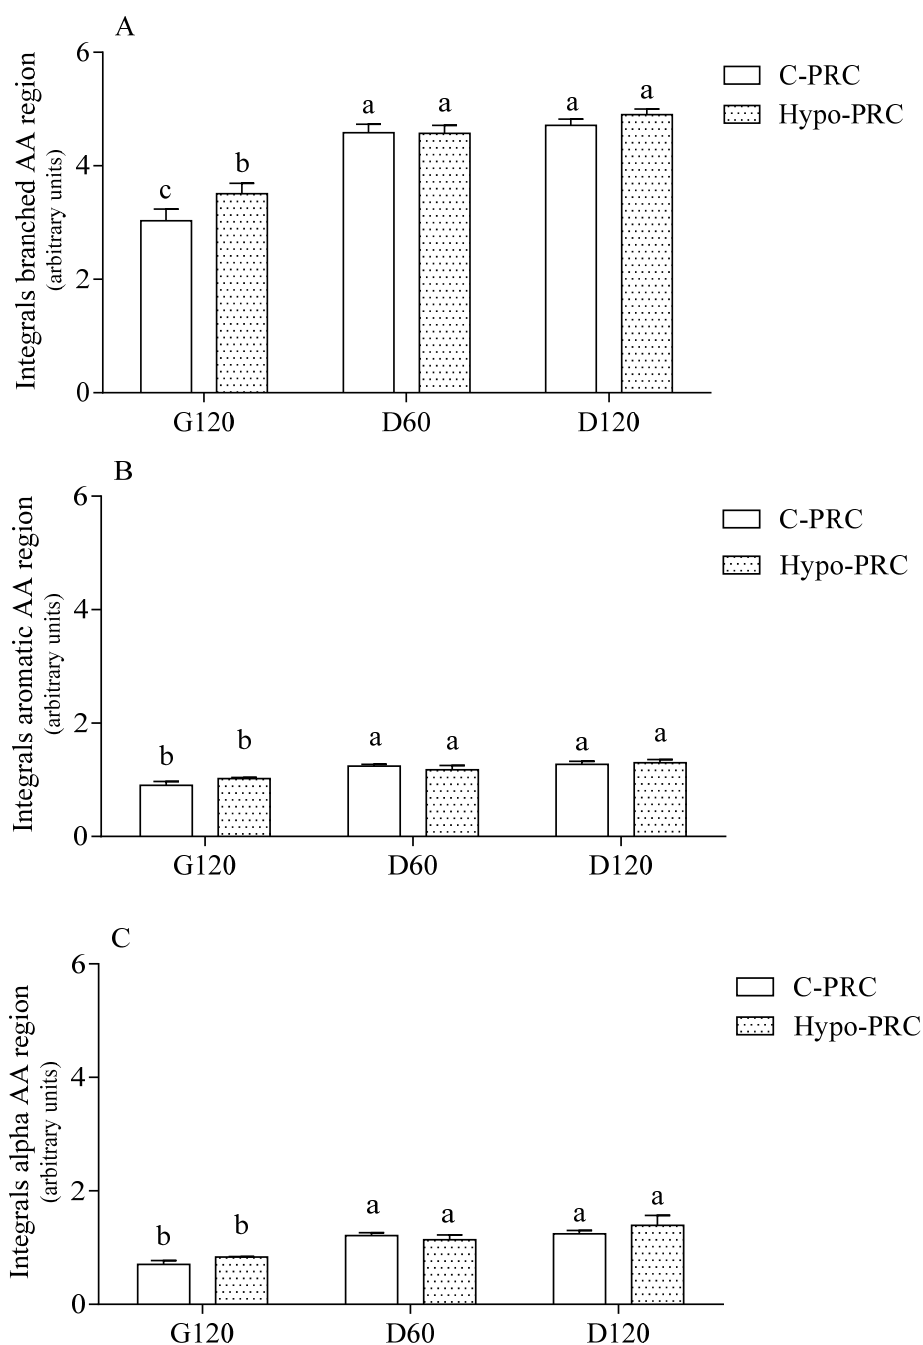 A
6
4
2
0
Integrals branched AA region
(arbitrary units)
c
b
a
a
a
a
G120
D60
D120
C-PRC
Hypo-PRC
B
6
4
2
0
Integrals aromatic AA region
(arbitrary units)
b
b
a
a
a
a
G120
D60
D120
C-PRC
Hypo-PRC
C
6
4
2
0
Integrals alpha AA region
(arbitrary units)
b
b
a
a
a
a
G120
D60
D120
C-PRC
Hypo-PRC